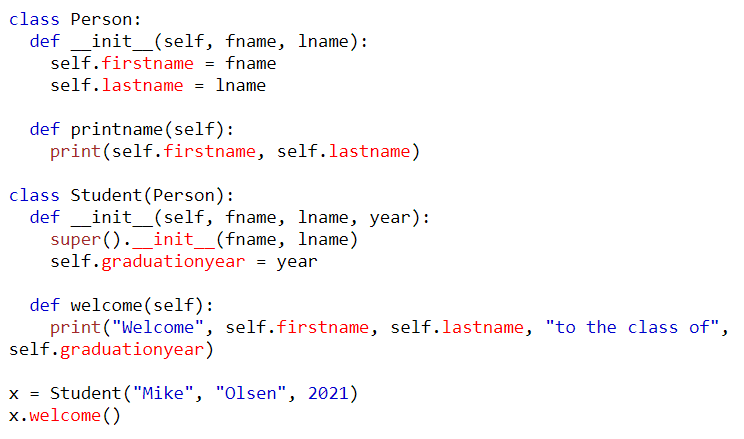 class Person:
  def __init__(self, fname, lname):
    self.firstname = fname
    self.lastname = lname

  def printname(self):
    print(self.firstname, self.lastname)

class Student(Person):
  def __init__(self, fname, lname, year):
    super().__init__(fname, lname)
    self.graduationyear = year

  def welcome(self):
    print("Welcome", self.firstname, self.lastname, "to the class of",
self.graduationyear)

x = Student("Mike", "Olsen", 2021)
x.welcome()